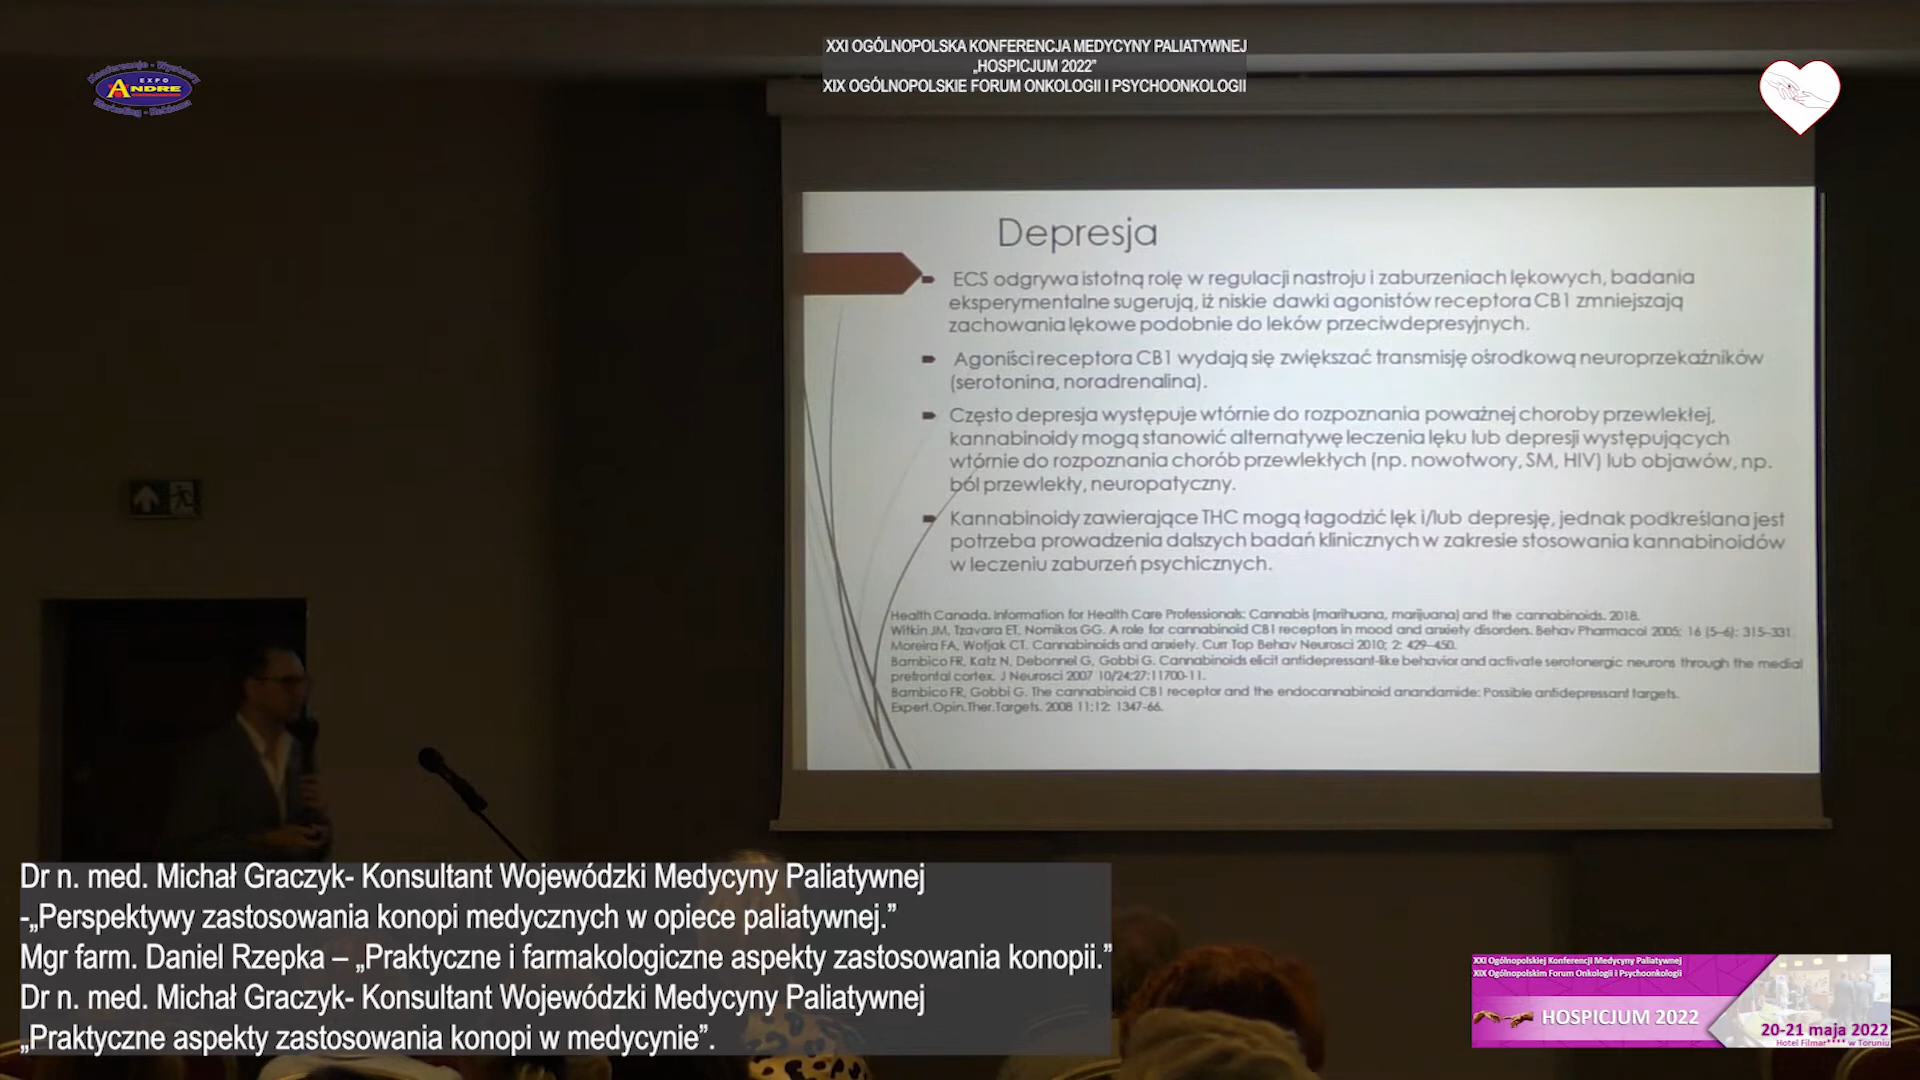 XXI OGÓLNOPOLSKA KONFERENCJA MEDYCYNY PALIATYWNEJ
„HOSPICJUM 2022”
XIX OGÓLNOPOLSKIE FORUM ONKOLOGII I PSYCHOONKOLOGII
Konferencje - Wystawy
EXPO
ANDRE
Marketing - Reklama
Depresja
ECS odgrywa istotną rolę w regulacji nastroju i zaburzeniach lękowych, badania
eksperymentalne sugerują, iż niskie dawki agonistów receptora CB1 zmniejszają
zachowania lękowe podobnie do leków przeciwdepresyjnych.
Agoniści receptora CB1 wydają się zwiększać transmisję ośrodkową neuroprzekaźników
(serotonina, noradrenalina).
Często depresja występuje wtórnie do rozpoznania poważnej choroby przewlekłej,
kannabinoidy mogą stanowić alternatywę leczenia lęku lub depresji występujących
wtórnie do rozpoznania chorób przewlekłych (np. nowotwory, SM, HIV) lub objawów, np.
ból przewlekły, neuropatyczny.
Kannabinoidy zawierające THC mogą łagodzić lęk i/lub depresję, jednak podkreślana jest
potrzeba prowadzenia dalszych badań klinicznych w zakresie stosowania kannabinoidów
w leczeniu zaburzeń psychicznych.
Health Canada. Information for Health Care Professionals: Cannabis (marihuana, marijuana) and the cannabinoids. 2018.
Witkin JM, Tzavara ET, Nomikos GG. A role for cannabinoid CB1 receptors in mood and anxiety disorders. Behav Pharmacol 2005; 16 (5–6): 315–331.
Moreira FA, Wotjak CT. Cannabinoids and anxiety. Curr Top Behav Neurosci 2010; 2: 429–450.
Bambico FR, Katz N, Debonnel G, Gobbi G. Cannabinoids elicit antidepressant-like behavior and activate serotonergic neurons through the medial
prefrontal cortex. J Neurosci 2007 10/24;27:11700-11.
Bambico FR, Gobbi G. The cannabinoid CB1 receptor and the endocannabinoid anandamide: Possible antidepressant targets.
Expert.Opin.Ther.Targets. 2008 11;12: 1347-66.
Dr n. med. Michał Graczyk- Konsultant Wojewódzki Medycyny Paliatywnej
-„Perspektywy zastosowania konopi medycznych w opiece paliatywnej.”
Mgr farm. Daniel Rzepka – „Praktyczne i farmakologiczne aspekty zastosowania konopii.”
Dr n. med. Michał Graczyk- Konsultant Wojewódzki Medycyny Paliatywnej
„Praktyczne aspekty zastosowania konopi w medycynie”.
XXI Ogólnopolskiej Konferencji Medycyny Paliatywnej
XIX Ogólnopolskim Forum Onkologii i Psychoonkologii
HOSPICJUM 2022
20-21 maja 2022
Hotel Filmar**** w Toruniu